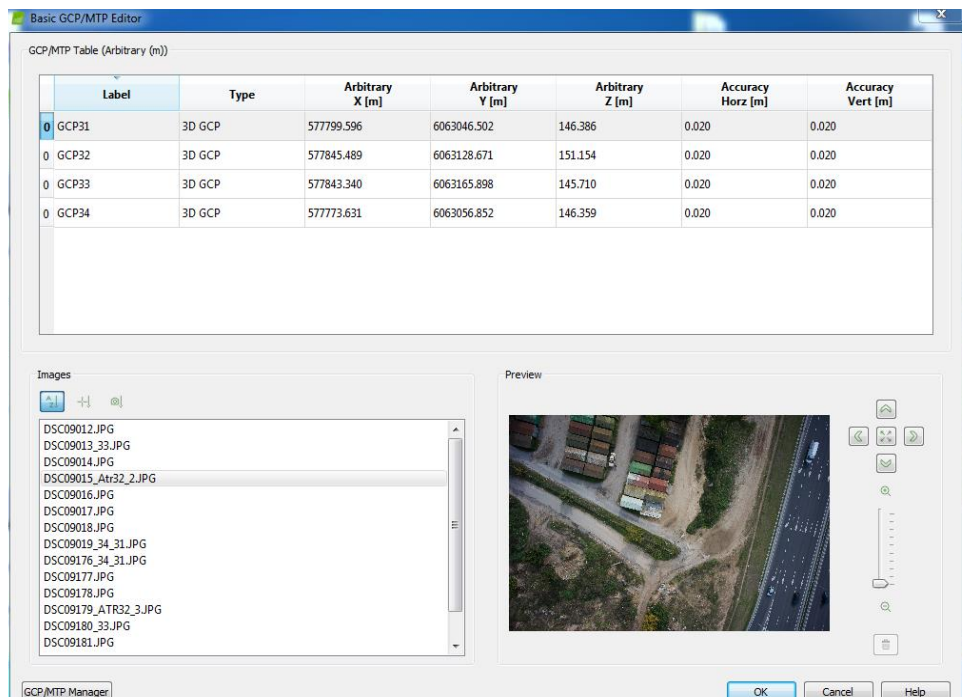 Basic GCP/MTP Editor
GCP/MTP Table (Arbitrary (m))
Label Type Arbitrary X [m] Arbitrary Y [m] Arbitrary Z [m] Accuracy Horz [m] Accuracy Vert [m]
0 GCP31 3D GCP 577799.596 6063046.502 146.386 0.020 0.020
0 GCP32 3D GCP 577845.489 6063128.671 151.154 0.020 0.020
0 GCP33 3D GCP 577843.340 6063165.898 145.710 0.020 0.020
0 GCP34 3D GCP 577773.631 6063056.852 146.359 0.020 0.020
Images
Preview
DSC09012.JPG
DSC09013_33.JPG
DSC09014.JPG
DSC09015_Atr32_2.JPG
DSC09016.JPG
DSC09017.JPG
DSC09018.JPG
DSC09019_34_31.JPG
DSC09176_34_31.JPG
DSC09177.JPG
DSC09178.JPG
DSC09179_ATR32_3.JPG
DSC09180_33.JPG
DSC09181.JPG
GCP/MTP Manager
OK Cancel Help